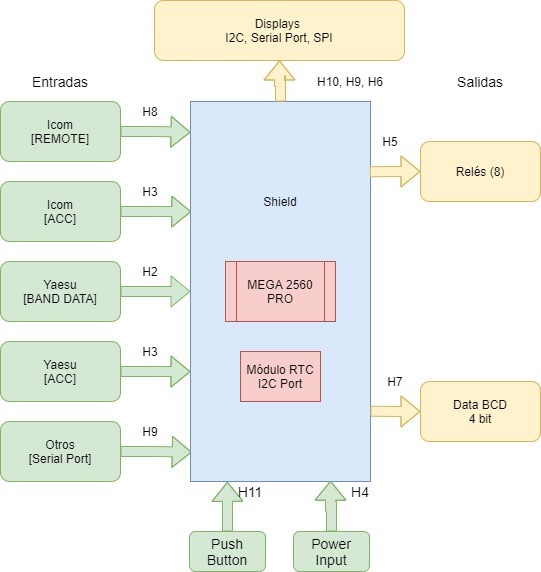 Displays
I2C, Serial Port, SPI
Entradas
H10, H9, H6
Salidas
Icom
[REMOTE]
H8
H5
Relés (8)
Icom
[ACC]
H3
Shield
Yaesu
[BAND DATA]
H2
MEGA 2560
PRO
Yaesu
[ACC]
H3
Módulo RTC
I2C Port
H7
Data BCD
4 bit
Otros
[Serial Port]
H9
H11
H4
Push
Button
Power
Input